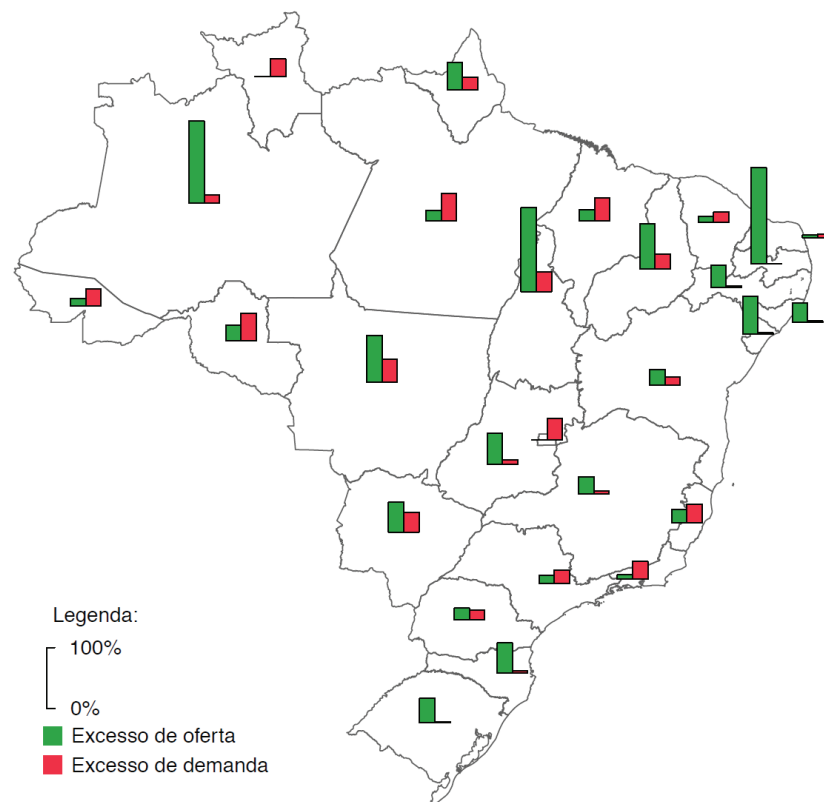 Legenda:
100%
0%
Excesso de oferta
Excesso de demanda